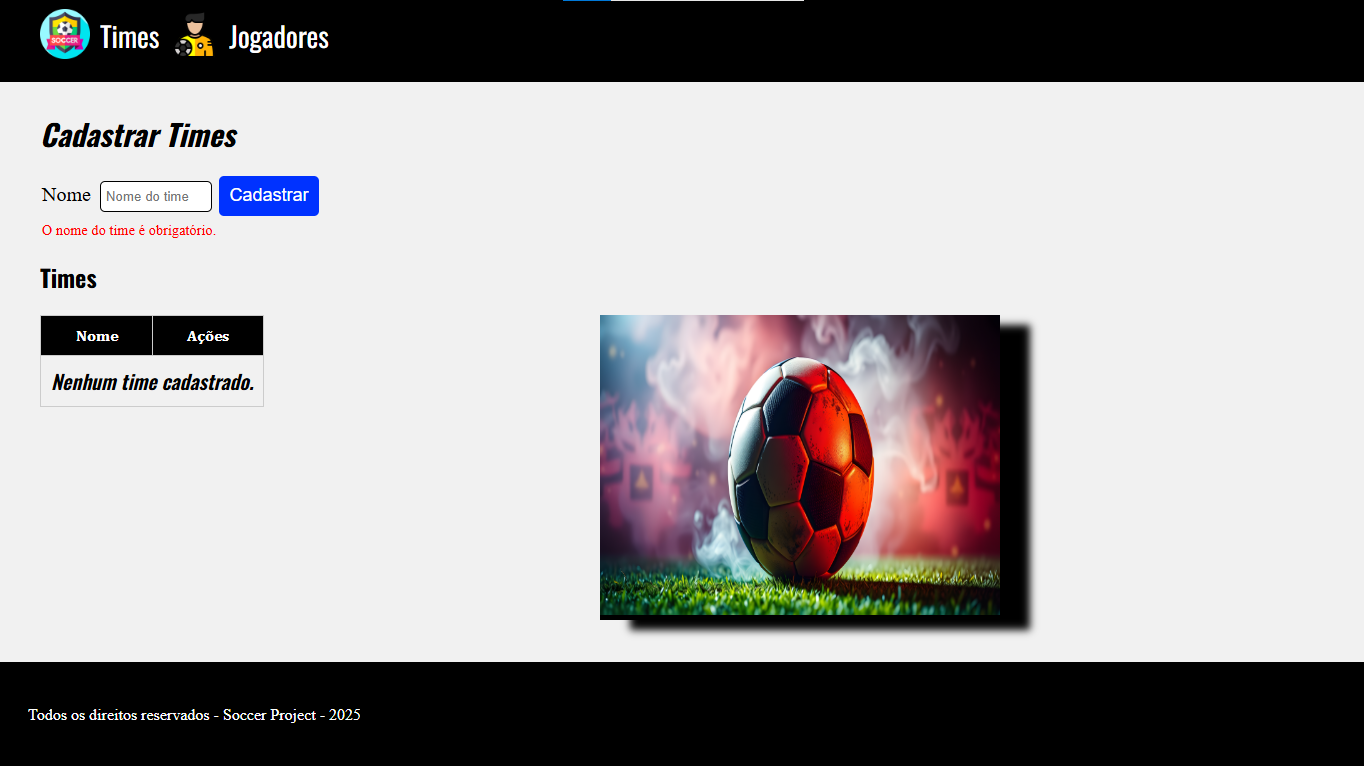 SOCCER
Times
Jogadores
Cadastrar Times
Nome
Nome do time
Cadastrar
O nome do time é obrigatório.
Times
Nome Ações
Nenhum time cadastrado.
Todos os direitos reservados - Soccer Project - 2025